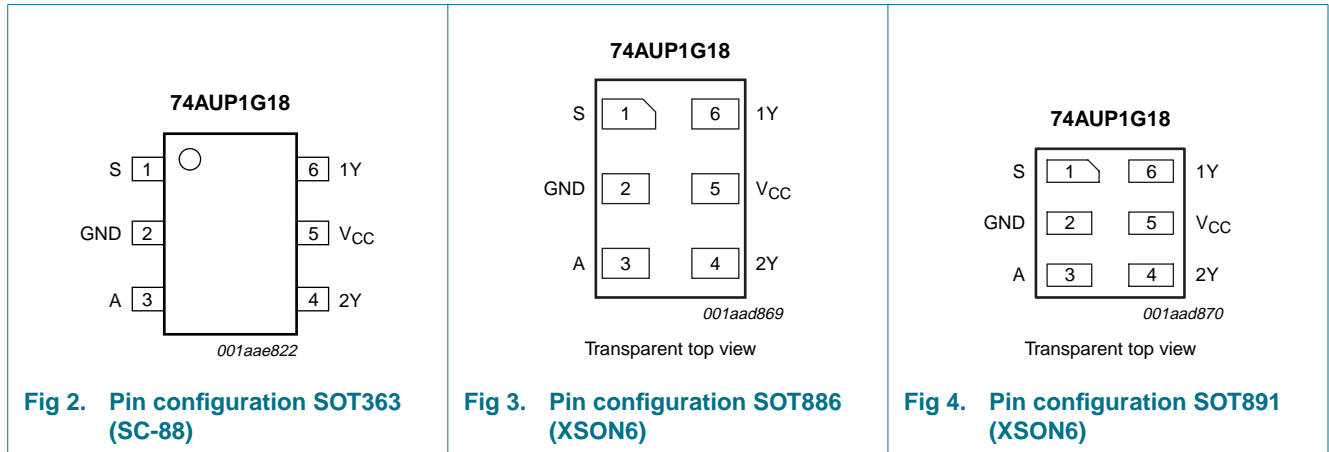 74AUP1G18
S 1 6 1Y
GND 2 5 VCC
A 3 4 2Y
001aae822
Fig 2. Pin configuration SOT363
(SC-88)
74AUP1G18
S 1 6 1Y
GND 2 5 VCC
A 3 4 2Y
001aad869
Transparent top view
Fig 3. Pin configuration SOT886
(XSON6)
74AUP1G18
S 1 6 1Y
GND 2 5 VCC
A 3 4 2Y
001aad870
Transparent top view
Fig 4. Pin configuration SOT891
(XSON6)